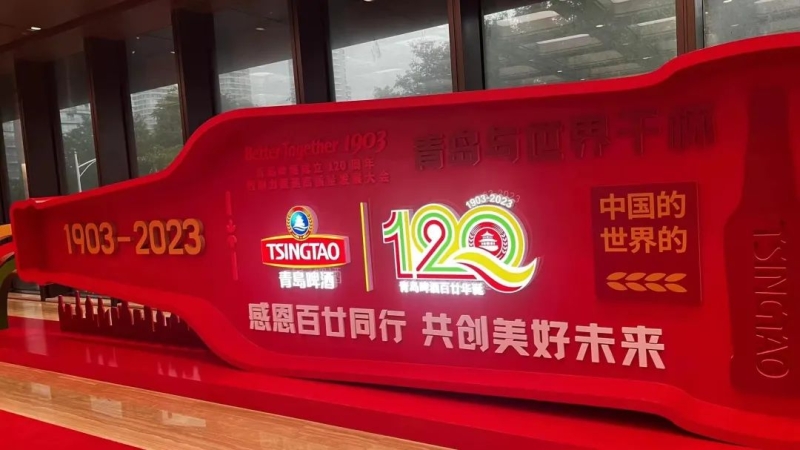 Better Together 1903
青岛与世界干杯
1903-2023
TSINGTAO
青岛啤酒
1903-2023
120
青岛啤酒百廿年诞
中国的
世界的
感恩百廿同行 共创美好未来
TSINGTAO